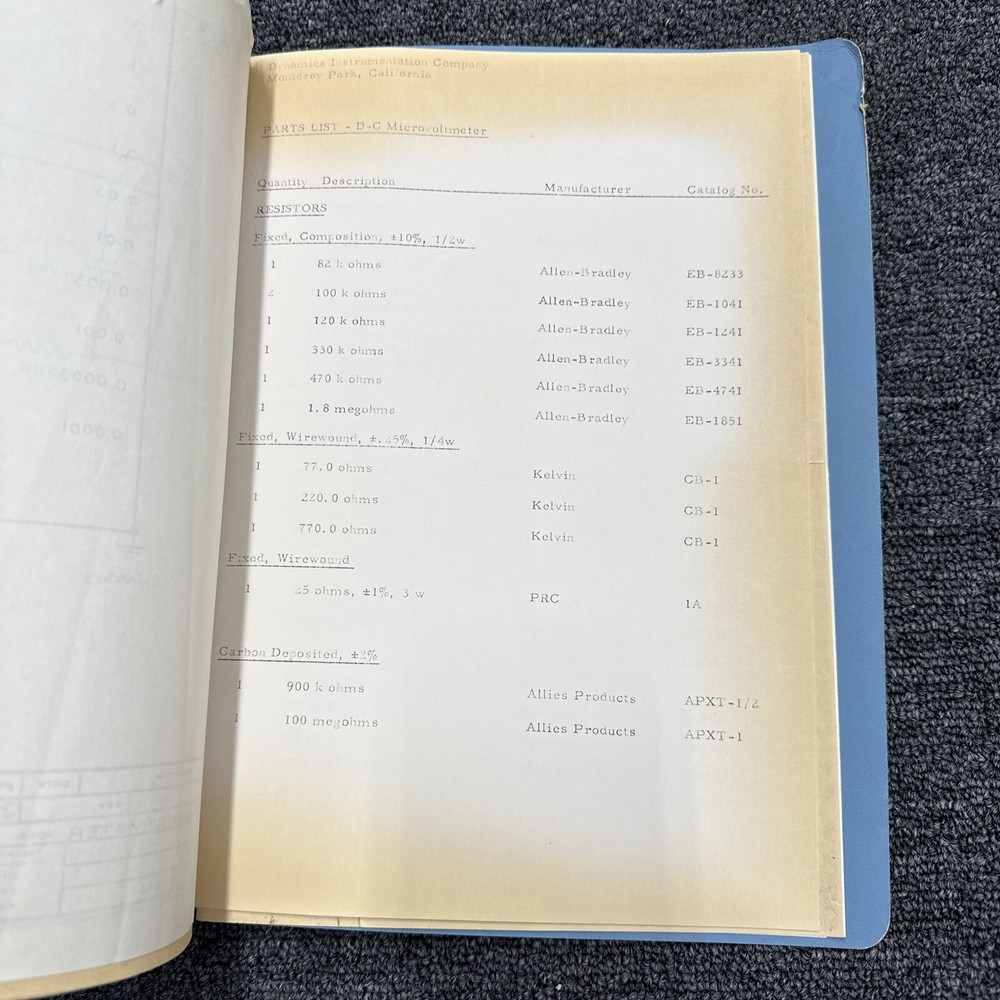 Dynamics Instrumentation Company
Monterey Park, California
PARTS LIST - D-C Microvoltmeter
Quantity Description Manufacturer Catalog No.
RESISTORS
Fixed, Composition, ±10%, 1/2w
1 82 k ohms Allen-Bradley EB-8233
2 100 k ohms Allen-Bradley EB-1041
1 120 k ohms Allen-Bradley EB-1241
1 330 k ohms Allen-Bradley EB-3341
1 470 k ohms Allen-Bradley EB-4741
1 1.8 megohms Allen-Bradley EB-1851
Fixed, Wirewound, ±.25%, 1/4w
1 77.0 ohms Kelvin CB-1
1 220.0 ohms Kelvin CB-1
1 770.0 ohms Kelvin CB-1
Fixed, Wirewound
1 25 ohms, ±1%, 3 w PRC 1A
Carbon Deposited, ±2%
1 900 k ohms Allies Products APXT-1/2
1 100 megohms Allies Products APXT-1